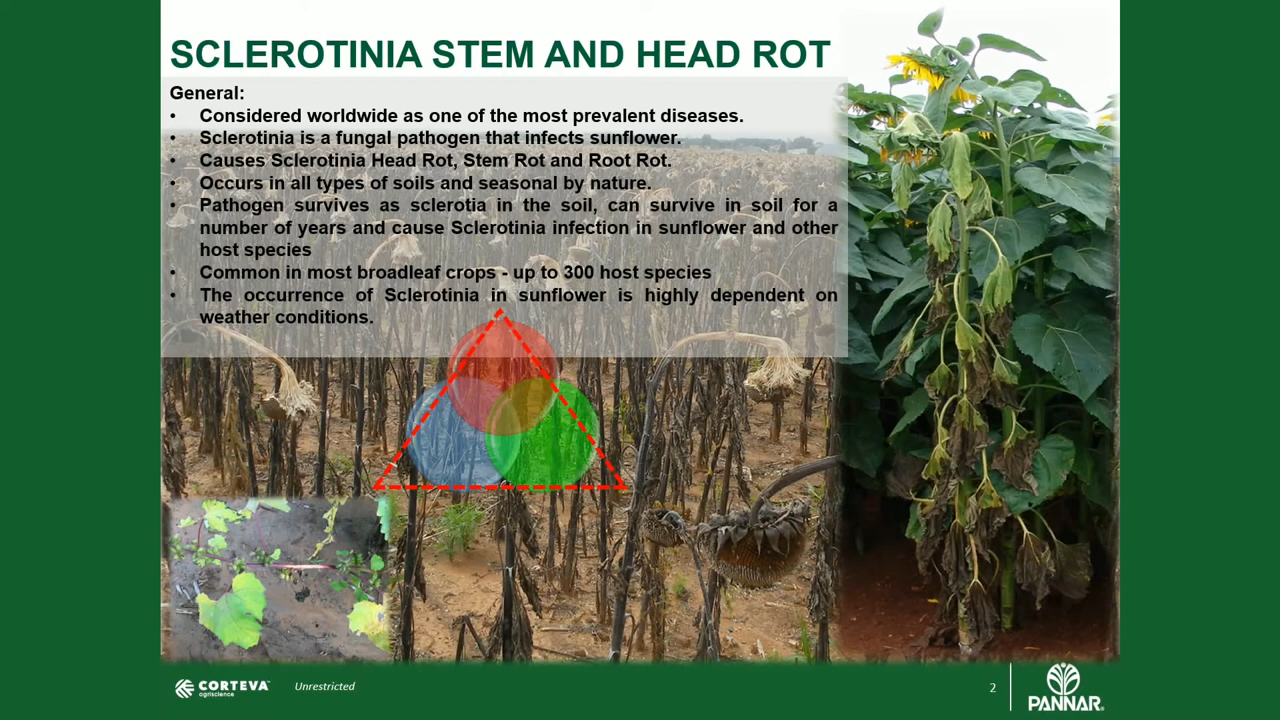 SCLEROTINIA STEM AND HEAD ROT
General:
• Considered worldwide as one of the most prevalent diseases.
• Sclerotinia is a fungal pathogen that infects sunflower.
• Causes Sclerotinia Head Rot, Stem Rot and Root Rot.
• Occurs in all types of soils and seasonal by nature.
• Pathogen survives as sclerotia in the soil, can survive in soil for a
number of years and cause Sclerotinia infection in sunflower and other
host species
• Common in most broadleaf crops - up to 300 host species
• The occurrence of Sclerotinia in sunflower is highly dependent on
weather conditions.
CORTEVA™
agriscience
Unrestricted
2
PANNAR®